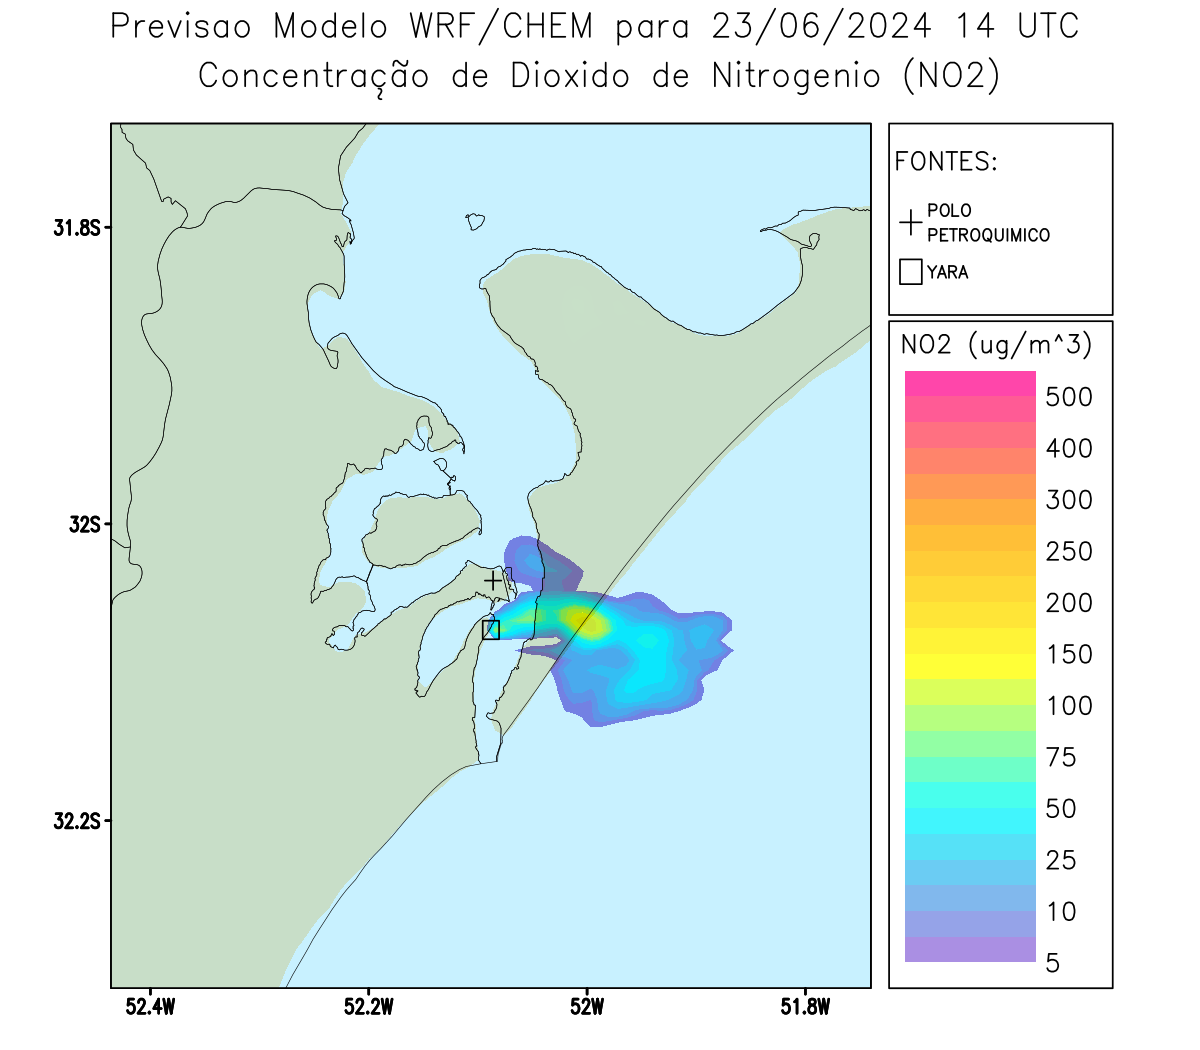 Previsao Modelo WRF/CHEM para 23/06/2024 14 UTC
Concentração de Dioxido de Nitrogenio (NO2)
FONTES:
POLO
PETROQUIMICO
YARA
NO2 (ug/m^3)
500
400
300
250
200
150
100
75
50
25
10
5
31.8S
32S
32.2S
52.4W
52.2W
52W
51.8W